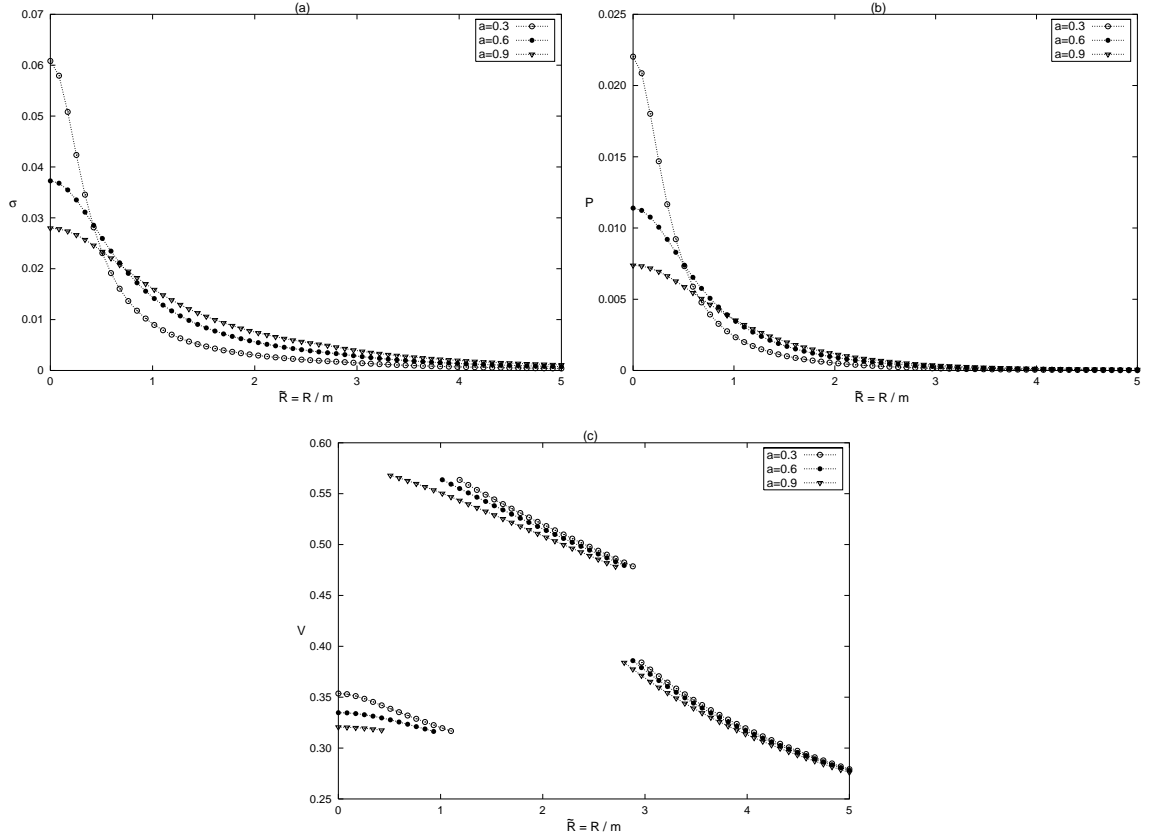 (a)
0.07
0.06
0.05
0.04
0.03
0.02
0.01
0
σ
0
1
2
3
4
5
R̃ = R / m
a=0.3
a=0.6
a=0.9
(b)
0.025
0.020
0.015
0.010
0.005
0
P
0
1
2
3
4
5
R̃ = R / m
a=0.3
a=0.6
a=0.9
(c)
0.60
0.55
0.50
0.45
0.40
0.35
0.30
0.25
V
0
1
2
3
4
5
R̃ = R / m
a=0.3
a=0.6
a=0.9